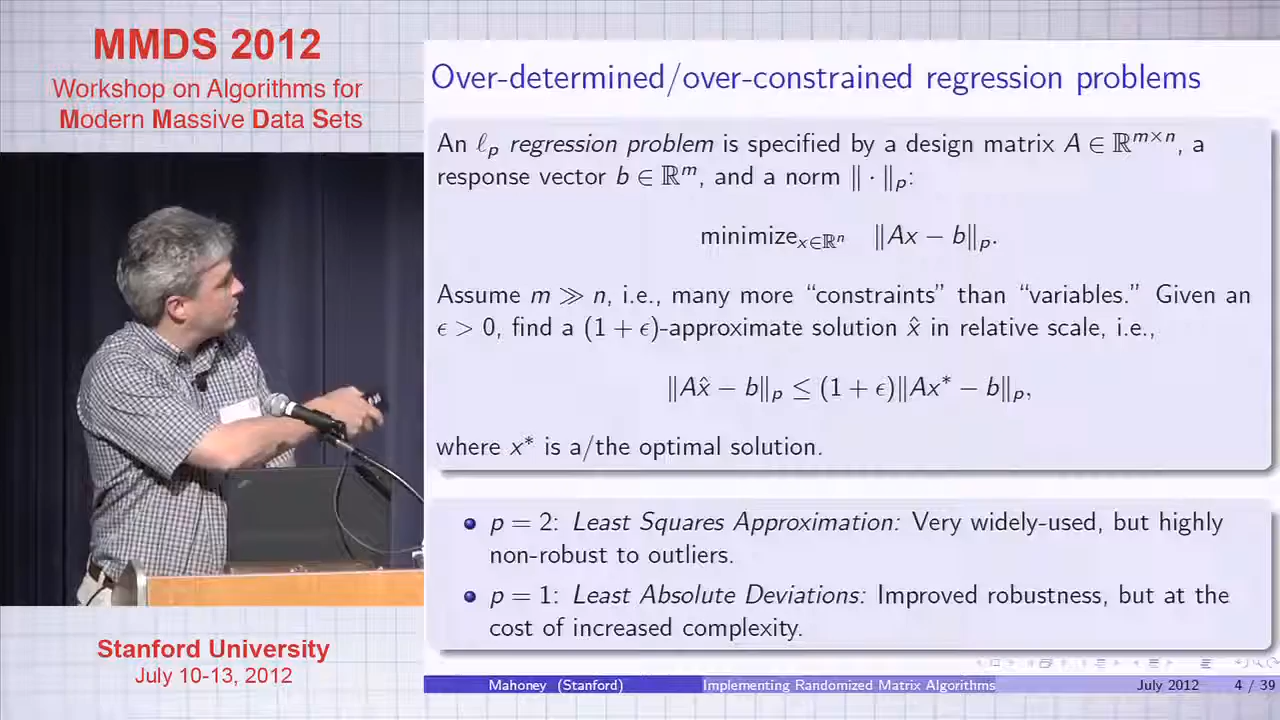 MMDS 2012
Workshop on Algorithms for
Modern Massive Data Sets
Over-determined/over-constrained regression problems
An ℓₚ regression problem is specified by a design matrix A ∈ ℝ^{m×n}, a
response vector b ∈ ℝ^m, and a norm ‖ · ‖ₚ:
minimize_{x∈ℝ^n} ‖Ax − b‖ₚ.
Assume m ≫ n, i.e., many more “constraints” than “variables.” Given an
ϵ > 0, find a (1 + ϵ)-approximate solution x̂ in relative scale, i.e.,
‖Ax̂ − b‖ₚ ≤ (1 + ϵ)‖Ax* − b‖ₚ,
where x* is a/the optimal solution.
p = 2: Least Squares Approximation: Very widely-used, but highly
non-robust to outliers.
p = 1: Least Absolute Deviations: Improved robustness, but at the
cost of increased complexity.
Stanford University
July 10-13, 2012
Mahoney (Stanford) Implementing Randomized Matrix Algorithms July 2012 4 / 39